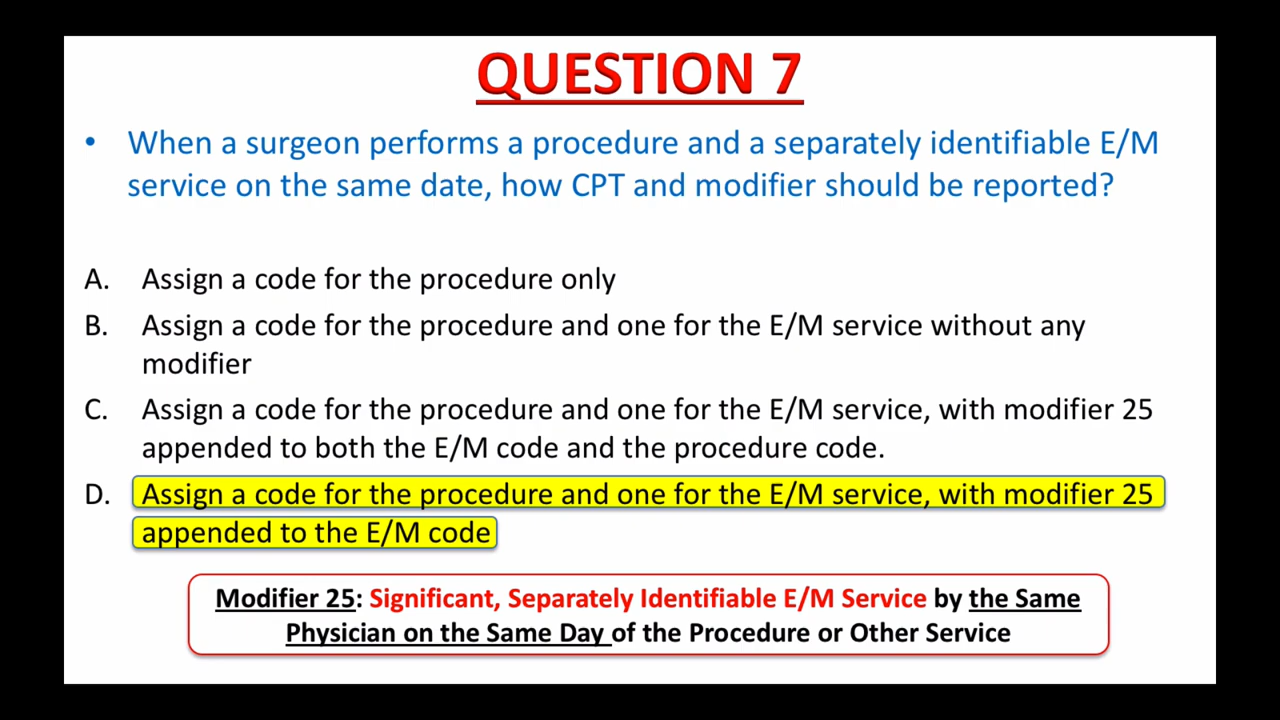 QUESTION 7
• When a surgeon performs a procedure and a separately identifiable E/M
service on the same date, how CPT and modifier should be reported?
A. Assign a code for the procedure only
B. Assign a code for the procedure and one for the E/M service without any
modifier
C. Assign a code for the procedure and one for the E/M service, with modifier 25
appended to both the E/M code and the procedure code.
D. Assign a code for the procedure and one for the E/M service, with modifier 25
appended to the E/M code
Modifier 25: Significant, Separately Identifiable E/M Service by the Same
Physician on the Same Day of the Procedure or Other Service